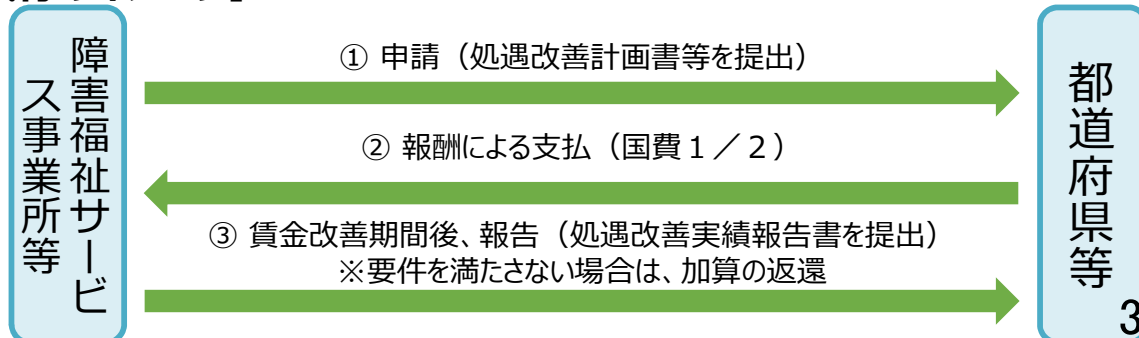 障害福祉サービ
ス事業所等
① 申請（処遇改善計画書等を提出）
② 報酬による支払（国費１／２）
③ 賃金改善期間後、報告（処遇改善実績報告書を提出）
※要件を満たさない場合は、加算の返還
都道府県等
3